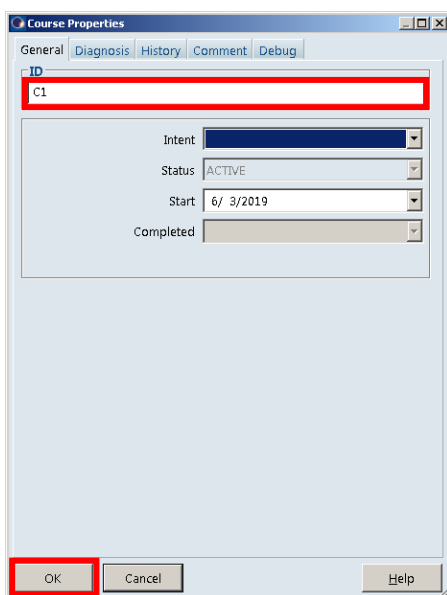 Course Properties
General Diagnosis History Comment Debug
ID
C1
Intent
Status ACTIVE
Start 6/ 3/2019
Completed
OK Cancel Help